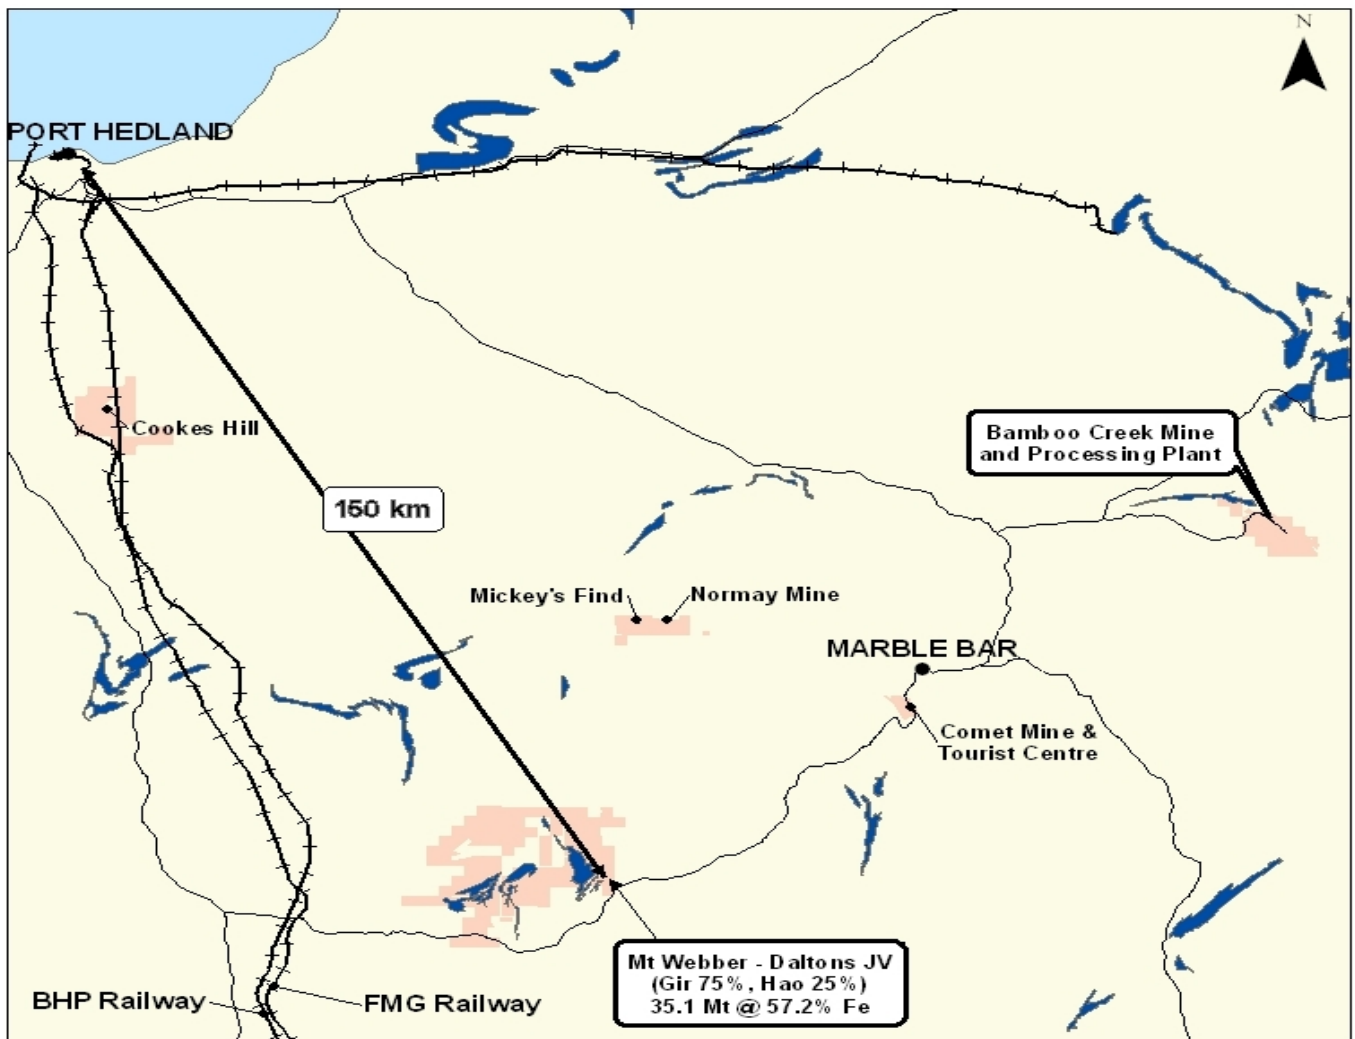 N
PORT HEDLAND
Cookes Hill
Bamboo Creek Mine
and Processing Plant
150 km
Mickey's Find
Normay Mine
MARBLE BAR
Comet Mine &
Tourist Centre
Mt Webber - Daltons JV
(Gir 75%, Hao 25%)
35.1 Mt @ 57.2% Fe
BHP Railway
FMG Railway